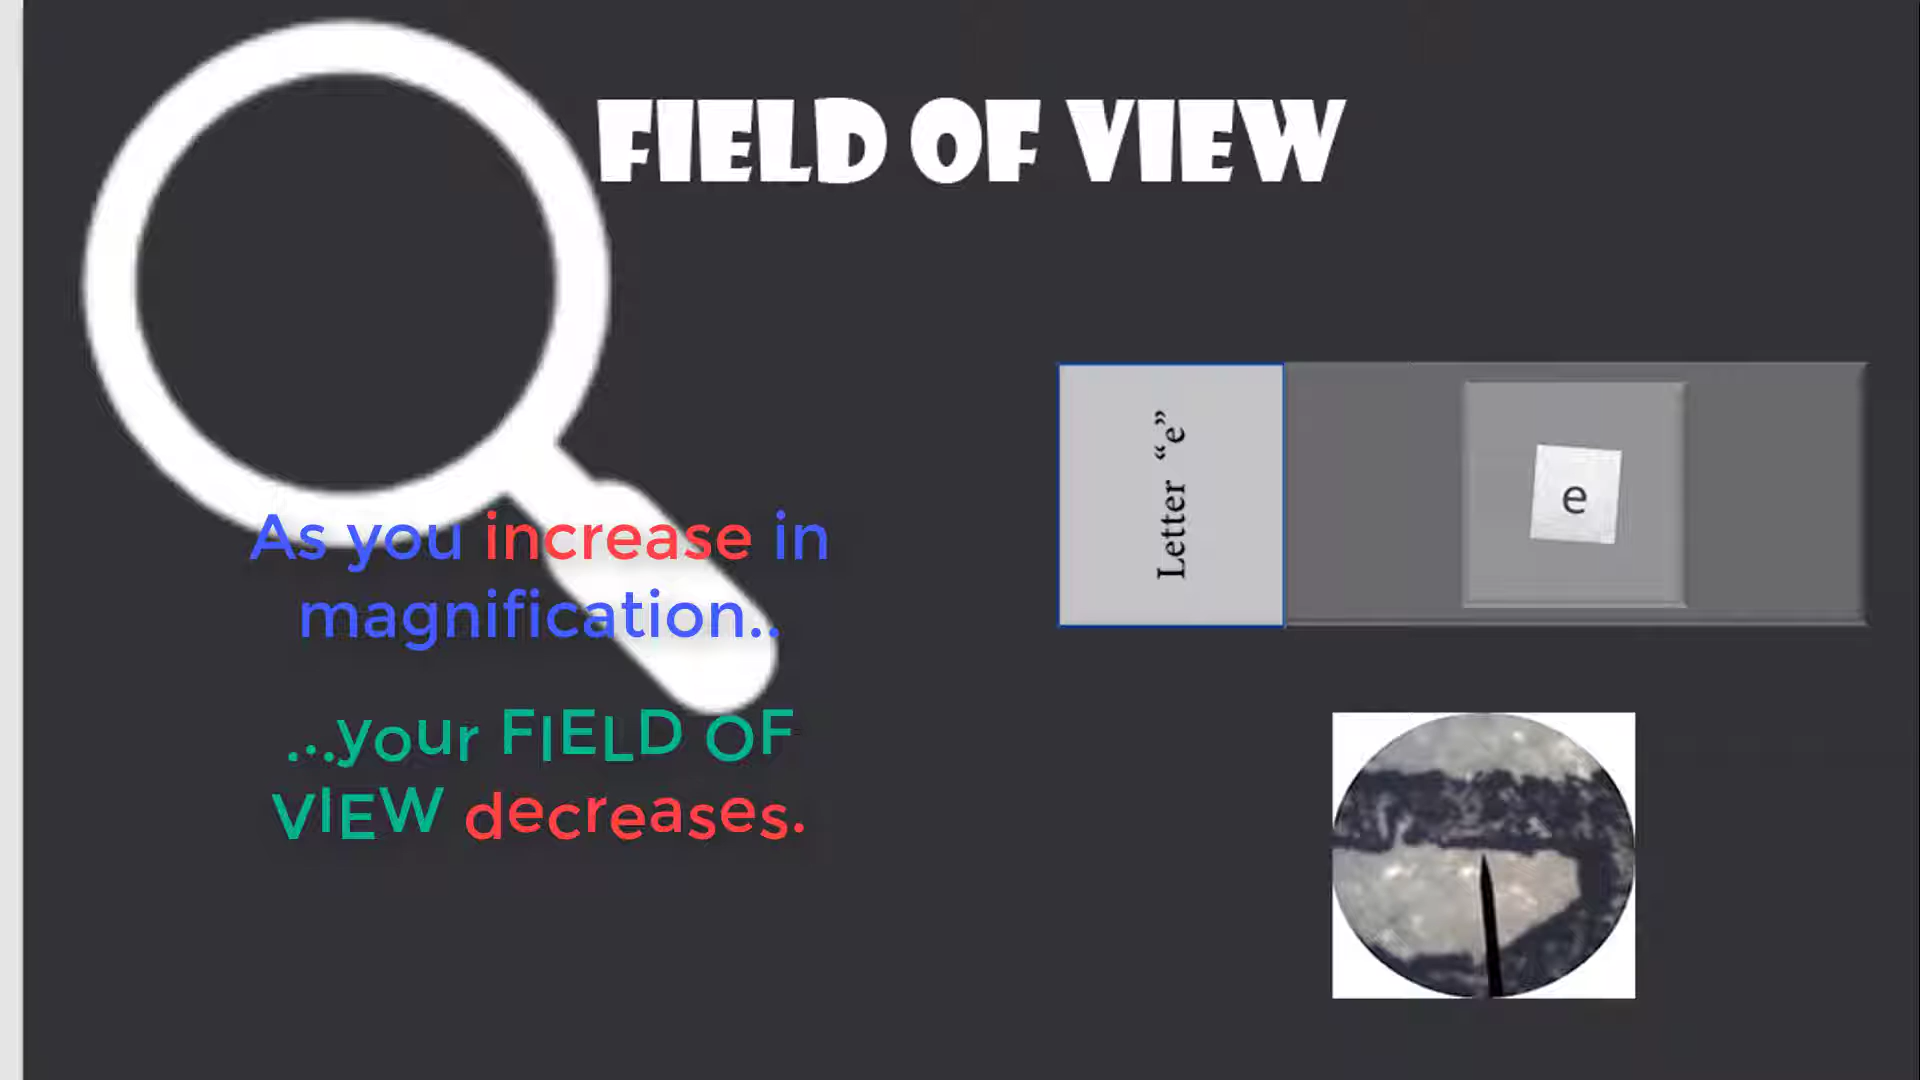 FIELD OF VIEW
As you increase in
magnification..
...your FIELD OF
VIEW decreases.
Letter “e”
e